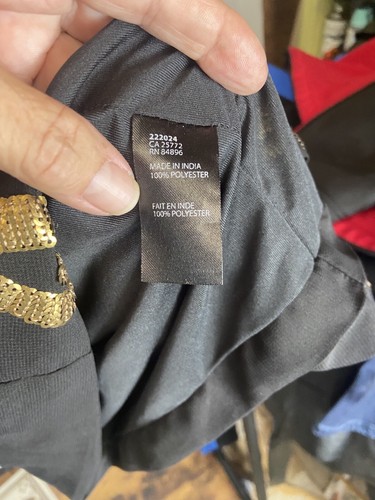 222024
CA 25772
RN 84896
MADE IN INDIA
100% POLYESTER
FAIT EN INDE
100% POLYESTER